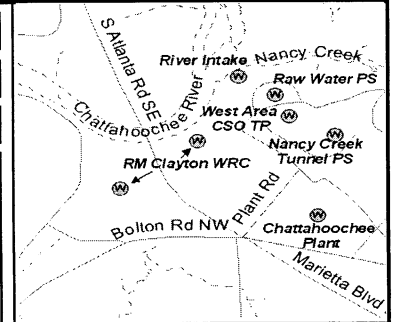 S Atlanta Rd SE
River Intake
Nancy Creek
Raw Water PS
Chattahoochee River
West Area
CSO TP
Nancy Creek
Tunnel PS
RM Clayton WRC
Plant Rd
Bolton Rd NW
Chattahoochee
Plant
Marietta Blvd
W
W
W
W
W
W
W